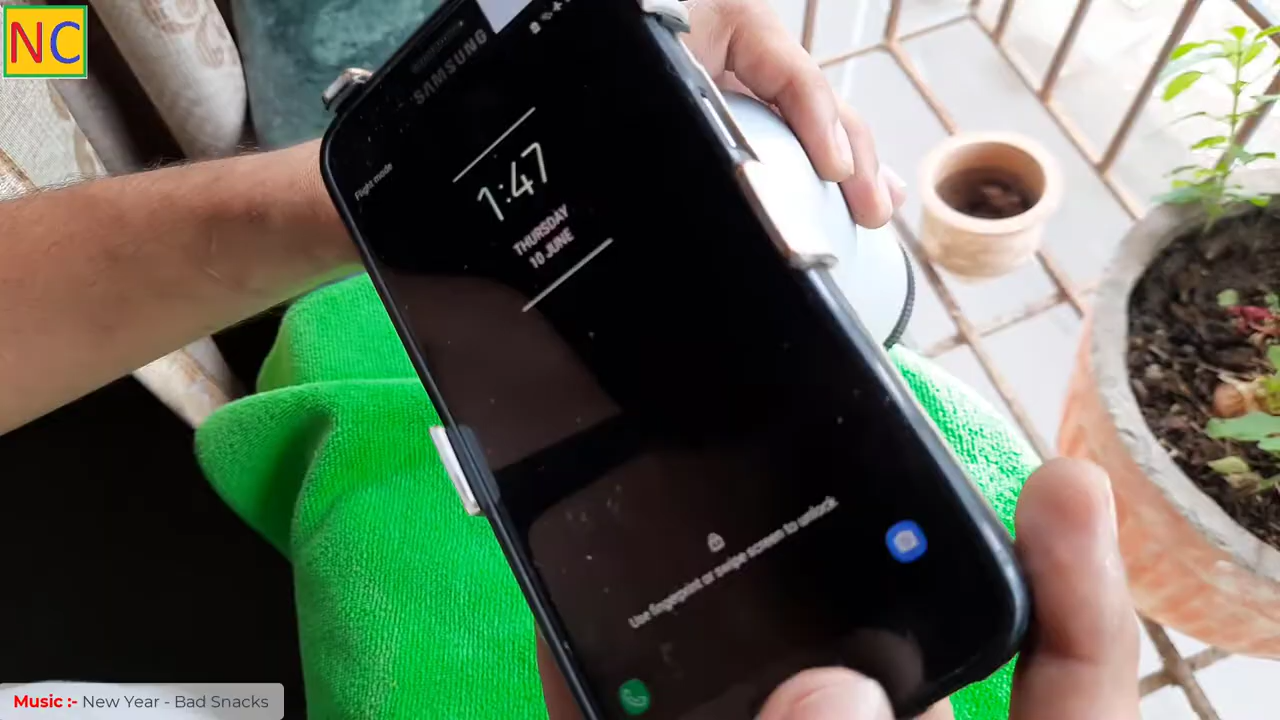 NC
SAMSUNG
Flight mode
1:47
THURSDAY
10 JUNE
Use fingerprint or swipe screen to unlock
Music :- New Year - Bad Snacks